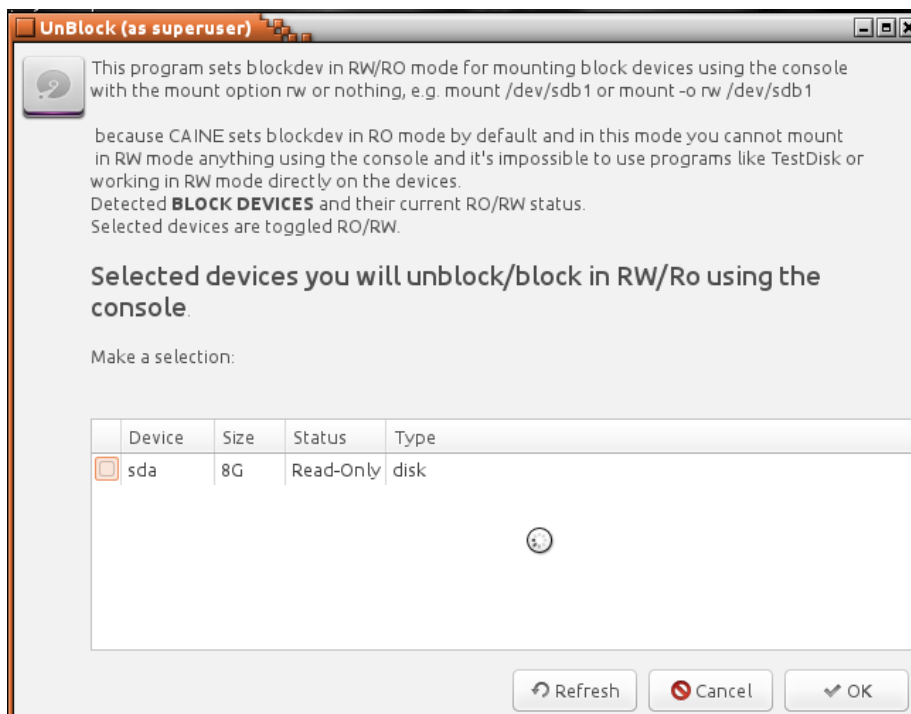 UnBlock (as superuser)
This program sets blockdev in RW/RO mode for mounting block devices using the console
with the mount option rw or nothing, e.g. mount /dev/sdb1 or mount -o rw /dev/sdb1
because CAINE sets blockdev in RO mode by default and in this mode you cannot mount
in RW mode anything using the console and it's impossible to use programs like TestDisk or
working in RW mode directly on the devices.
Detected BLOCK DEVICES and their current RO/RW status.
Selected devices are toggled RO/RW.
Selected devices you will unblock/block in RW/Ro using the
console.
Make a selection:
Device Size Status Type
sda 8G Read-Only disk
Refresh Cancel OK